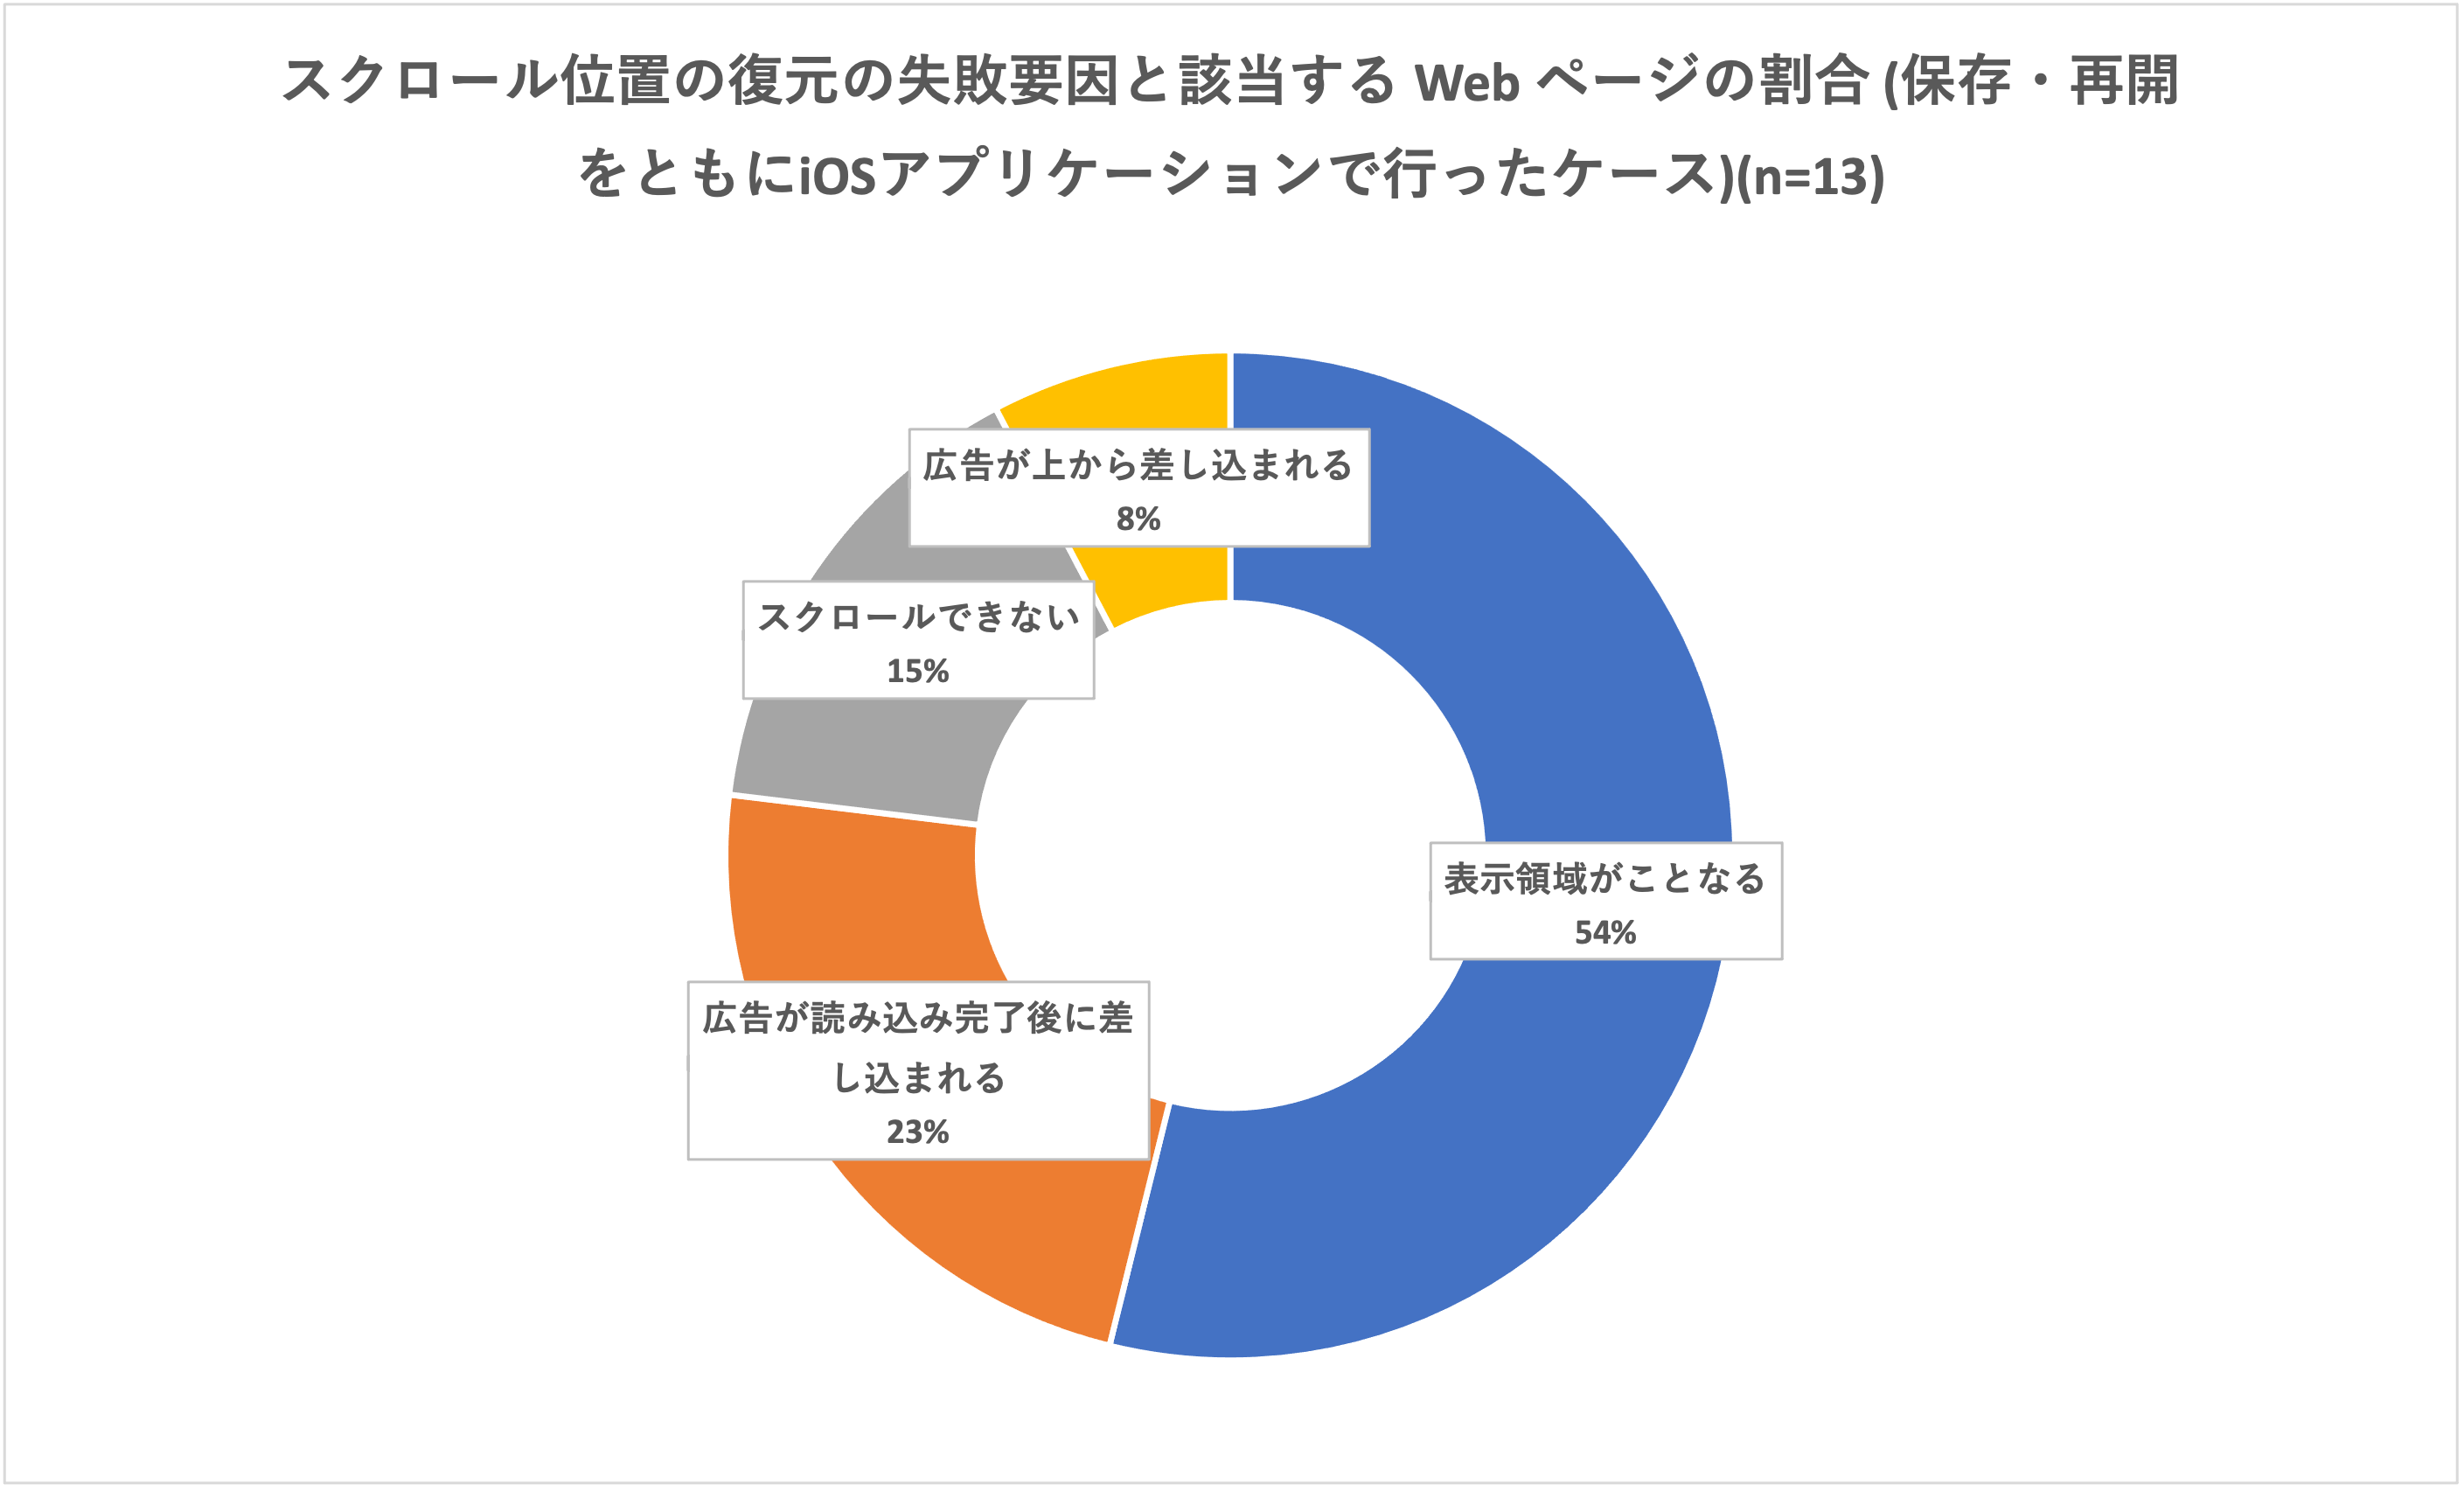 スクロール位置の復元の失敗要因と該当するWebページの割合(保存・再開
をともにiOSアプリケーションで行ったケース)(n=13)
広告が上から差し込まれる
8%
スクロールできない
15%
表示領域がことなる
54%
広告が読み込み完了後に差
し込まれる
23%